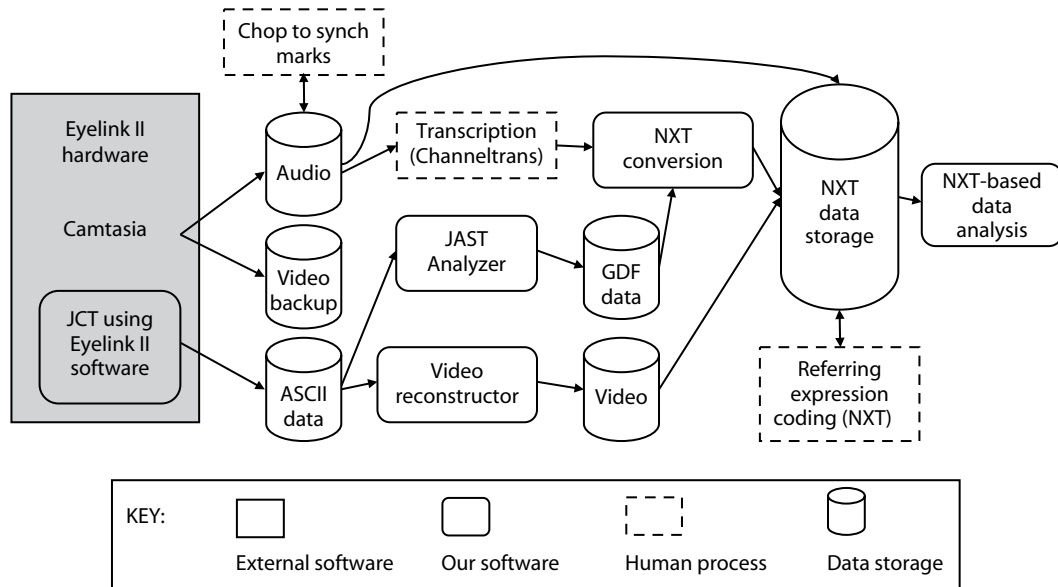 Chop to synch
marks
Eyelink II
hardware
Camtasia
JCT using
Eyelink II
software
Audio
Video
backup
ASCII
data
Transcription
(Channeltrans)
JAST
Analyzer
Video
reconstructor
NXT
conversion
GDF
data
Video
NXT
data
storage
NXT-based
data
analysis
Referring
expression
coding (NXT)
KEY:
External software
Our software
Human process
Data storage